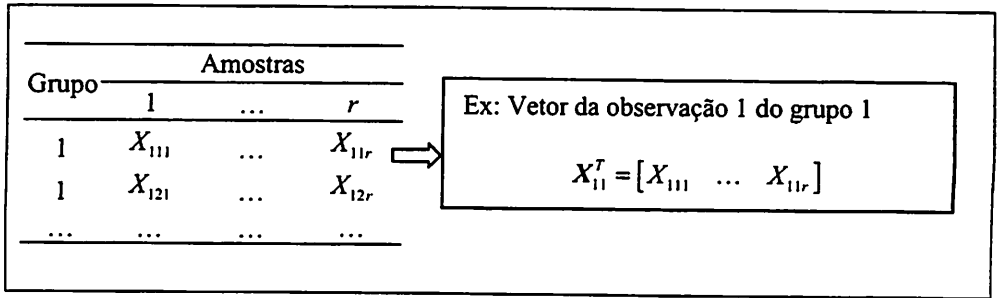 Amostras
Grupo
1 ... r
1 X₁₁₁ ... X₁₁ᵣ
1 X₁₂₁ ... X₁₂ᵣ
... ... ... ...
Ex: Vetor da observação 1 do grupo 1
X₁₁ᵀ = [X₁₁₁ ... X₁₁ᵣ]